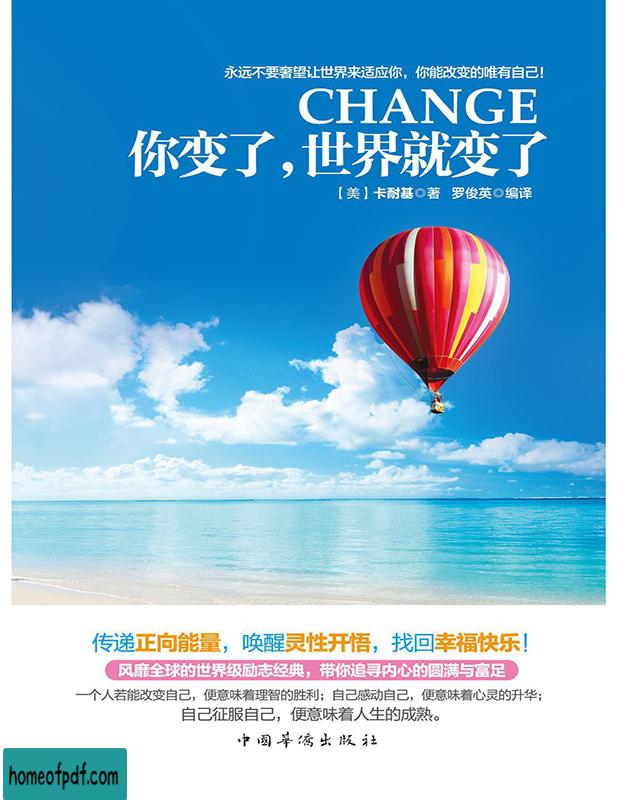 永远不要奢望让世界来适应你，你能改变的唯有自己！
CHANGE
你变了，世界就变了
【美】卡耐基◎著 罗俊英◎编译
传递正向能量，唤醒灵性开悟，找回幸福快乐！
风靡全球的世界级励志经典，带你追寻内心的圆满与富足
一个人若能改变自己，便意味着理智的胜利；自己感动自己，便意味着心灵的升华；
自己征服自己，便意味着人生的成熟。
中国华侨出版社
homeofpdf.com